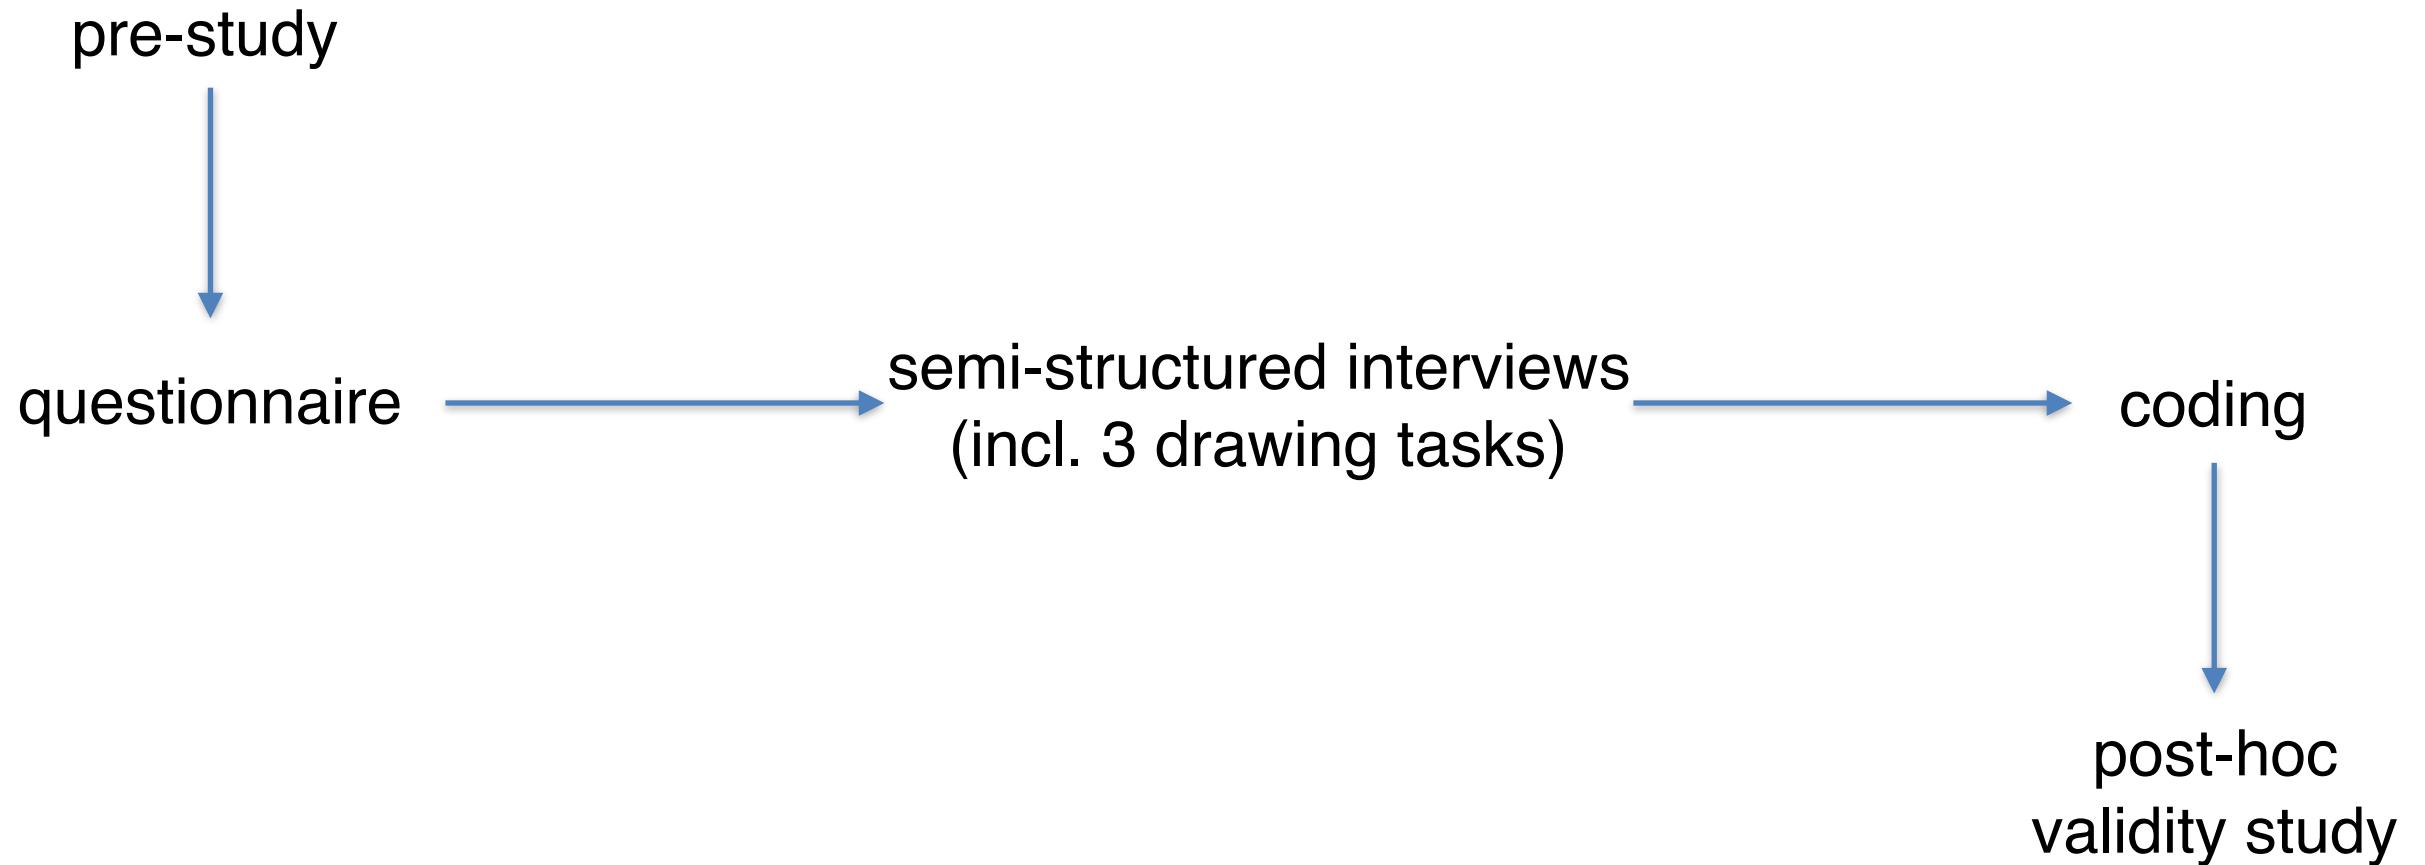 pre-study
questionnaire
semi-structured interviews
(incl. 3 drawing tasks)
coding
post-hoc
validity study